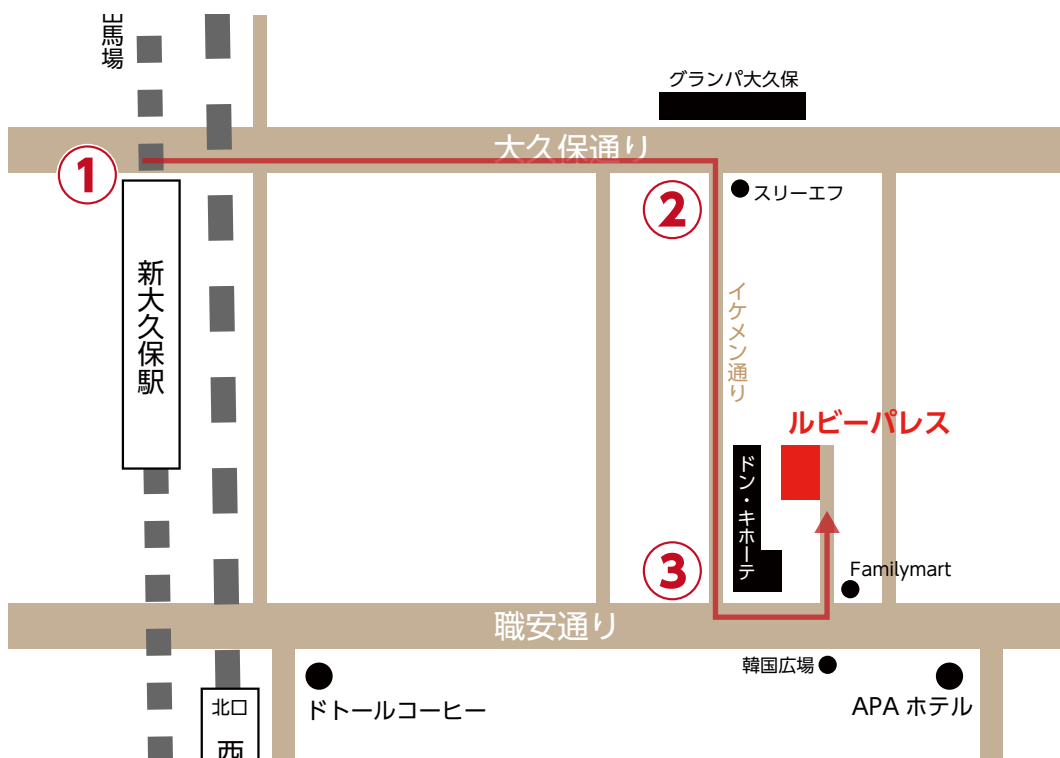 馬場
グランパ大久保
大久保通り
①
②
スリーエフ
新大久保駅
イケメン通り
ルビーパレス
ドン・キホーテ
③
Familymart
職安通り
韓国広場
北口
西
ドトールコーヒー
APA ホテル